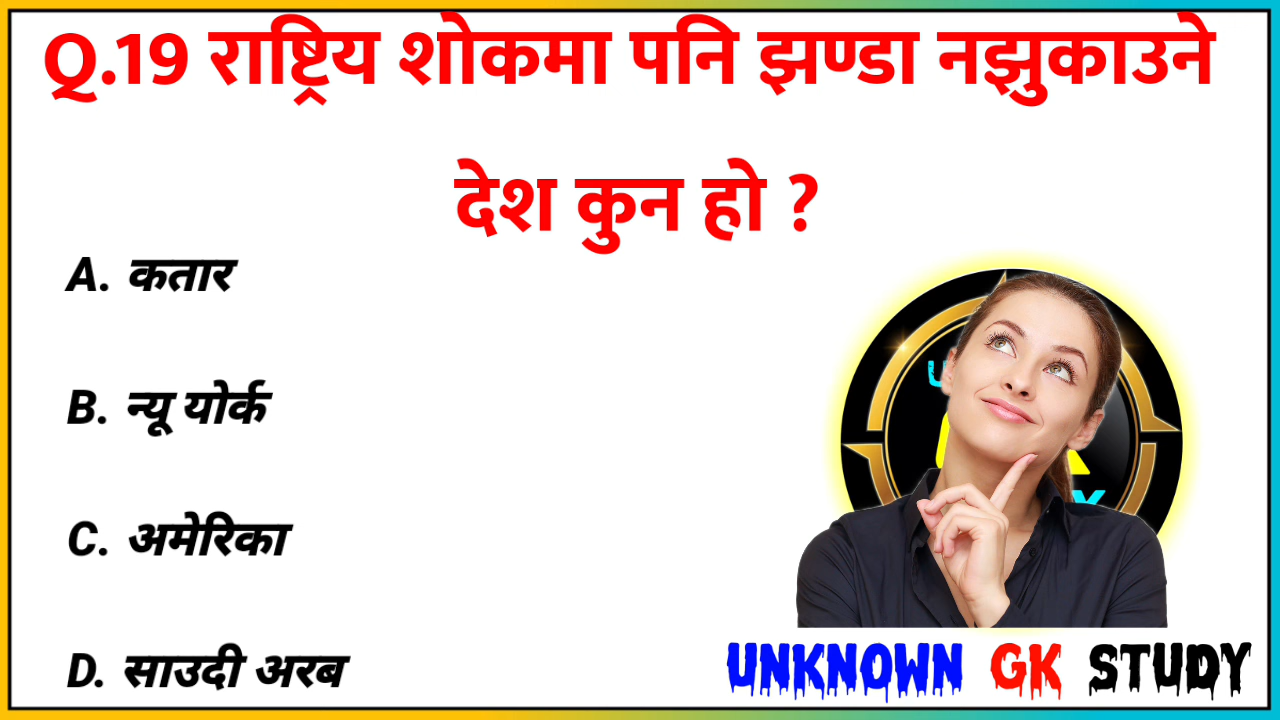 Q.19 राष्ट्रिय शोकमा पनि झण्डा नझुकाउने
देश कुन हो ?
A. कतार
B. न्यू योर्क
C. अमेरिका
D. साउदी अरब
UNKNOWN GK STUDY